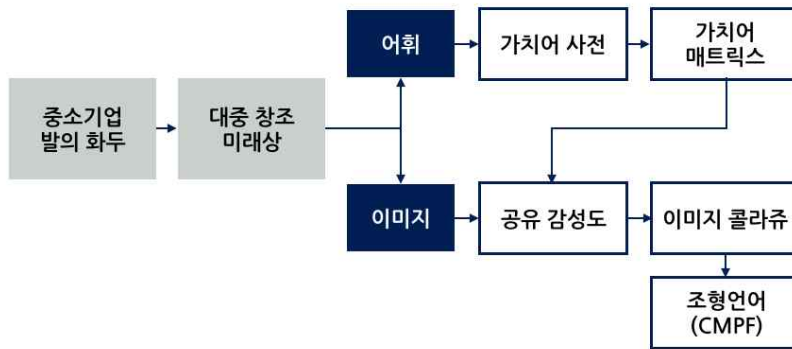 어휘
가치어 사전
가치어
매트릭스
중소기업
발의 화두
대중 창조
미래상
이미지
공유 감성도
이미지 콜라쥬
조형언어
(CMPF)